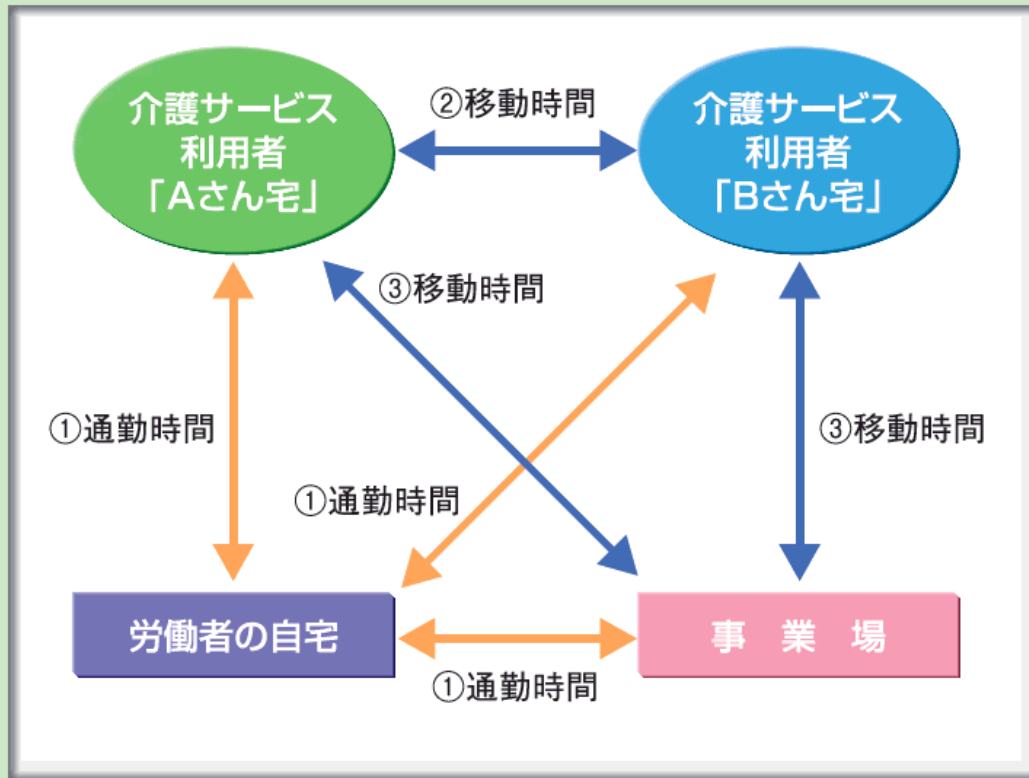 介護サービス
利用者
「Aさん宅」
②移動時間
介護サービス
利用者
「Bさん宅」
③移動時間
①通勤時間
③移動時間
①通勤時間
労働者の自宅
事業場
①通勤時間